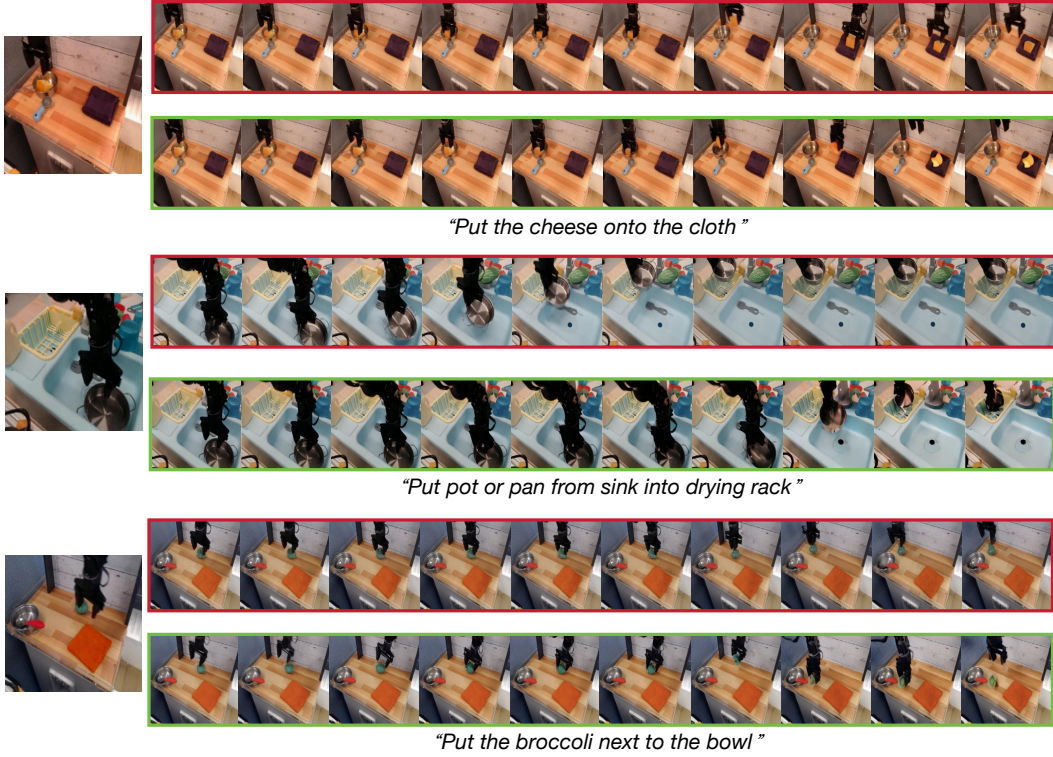 “Put the cheese onto the cloth”
“Put pot or pan from sink into drying rack”
“Put the broccoli next to the bowl”